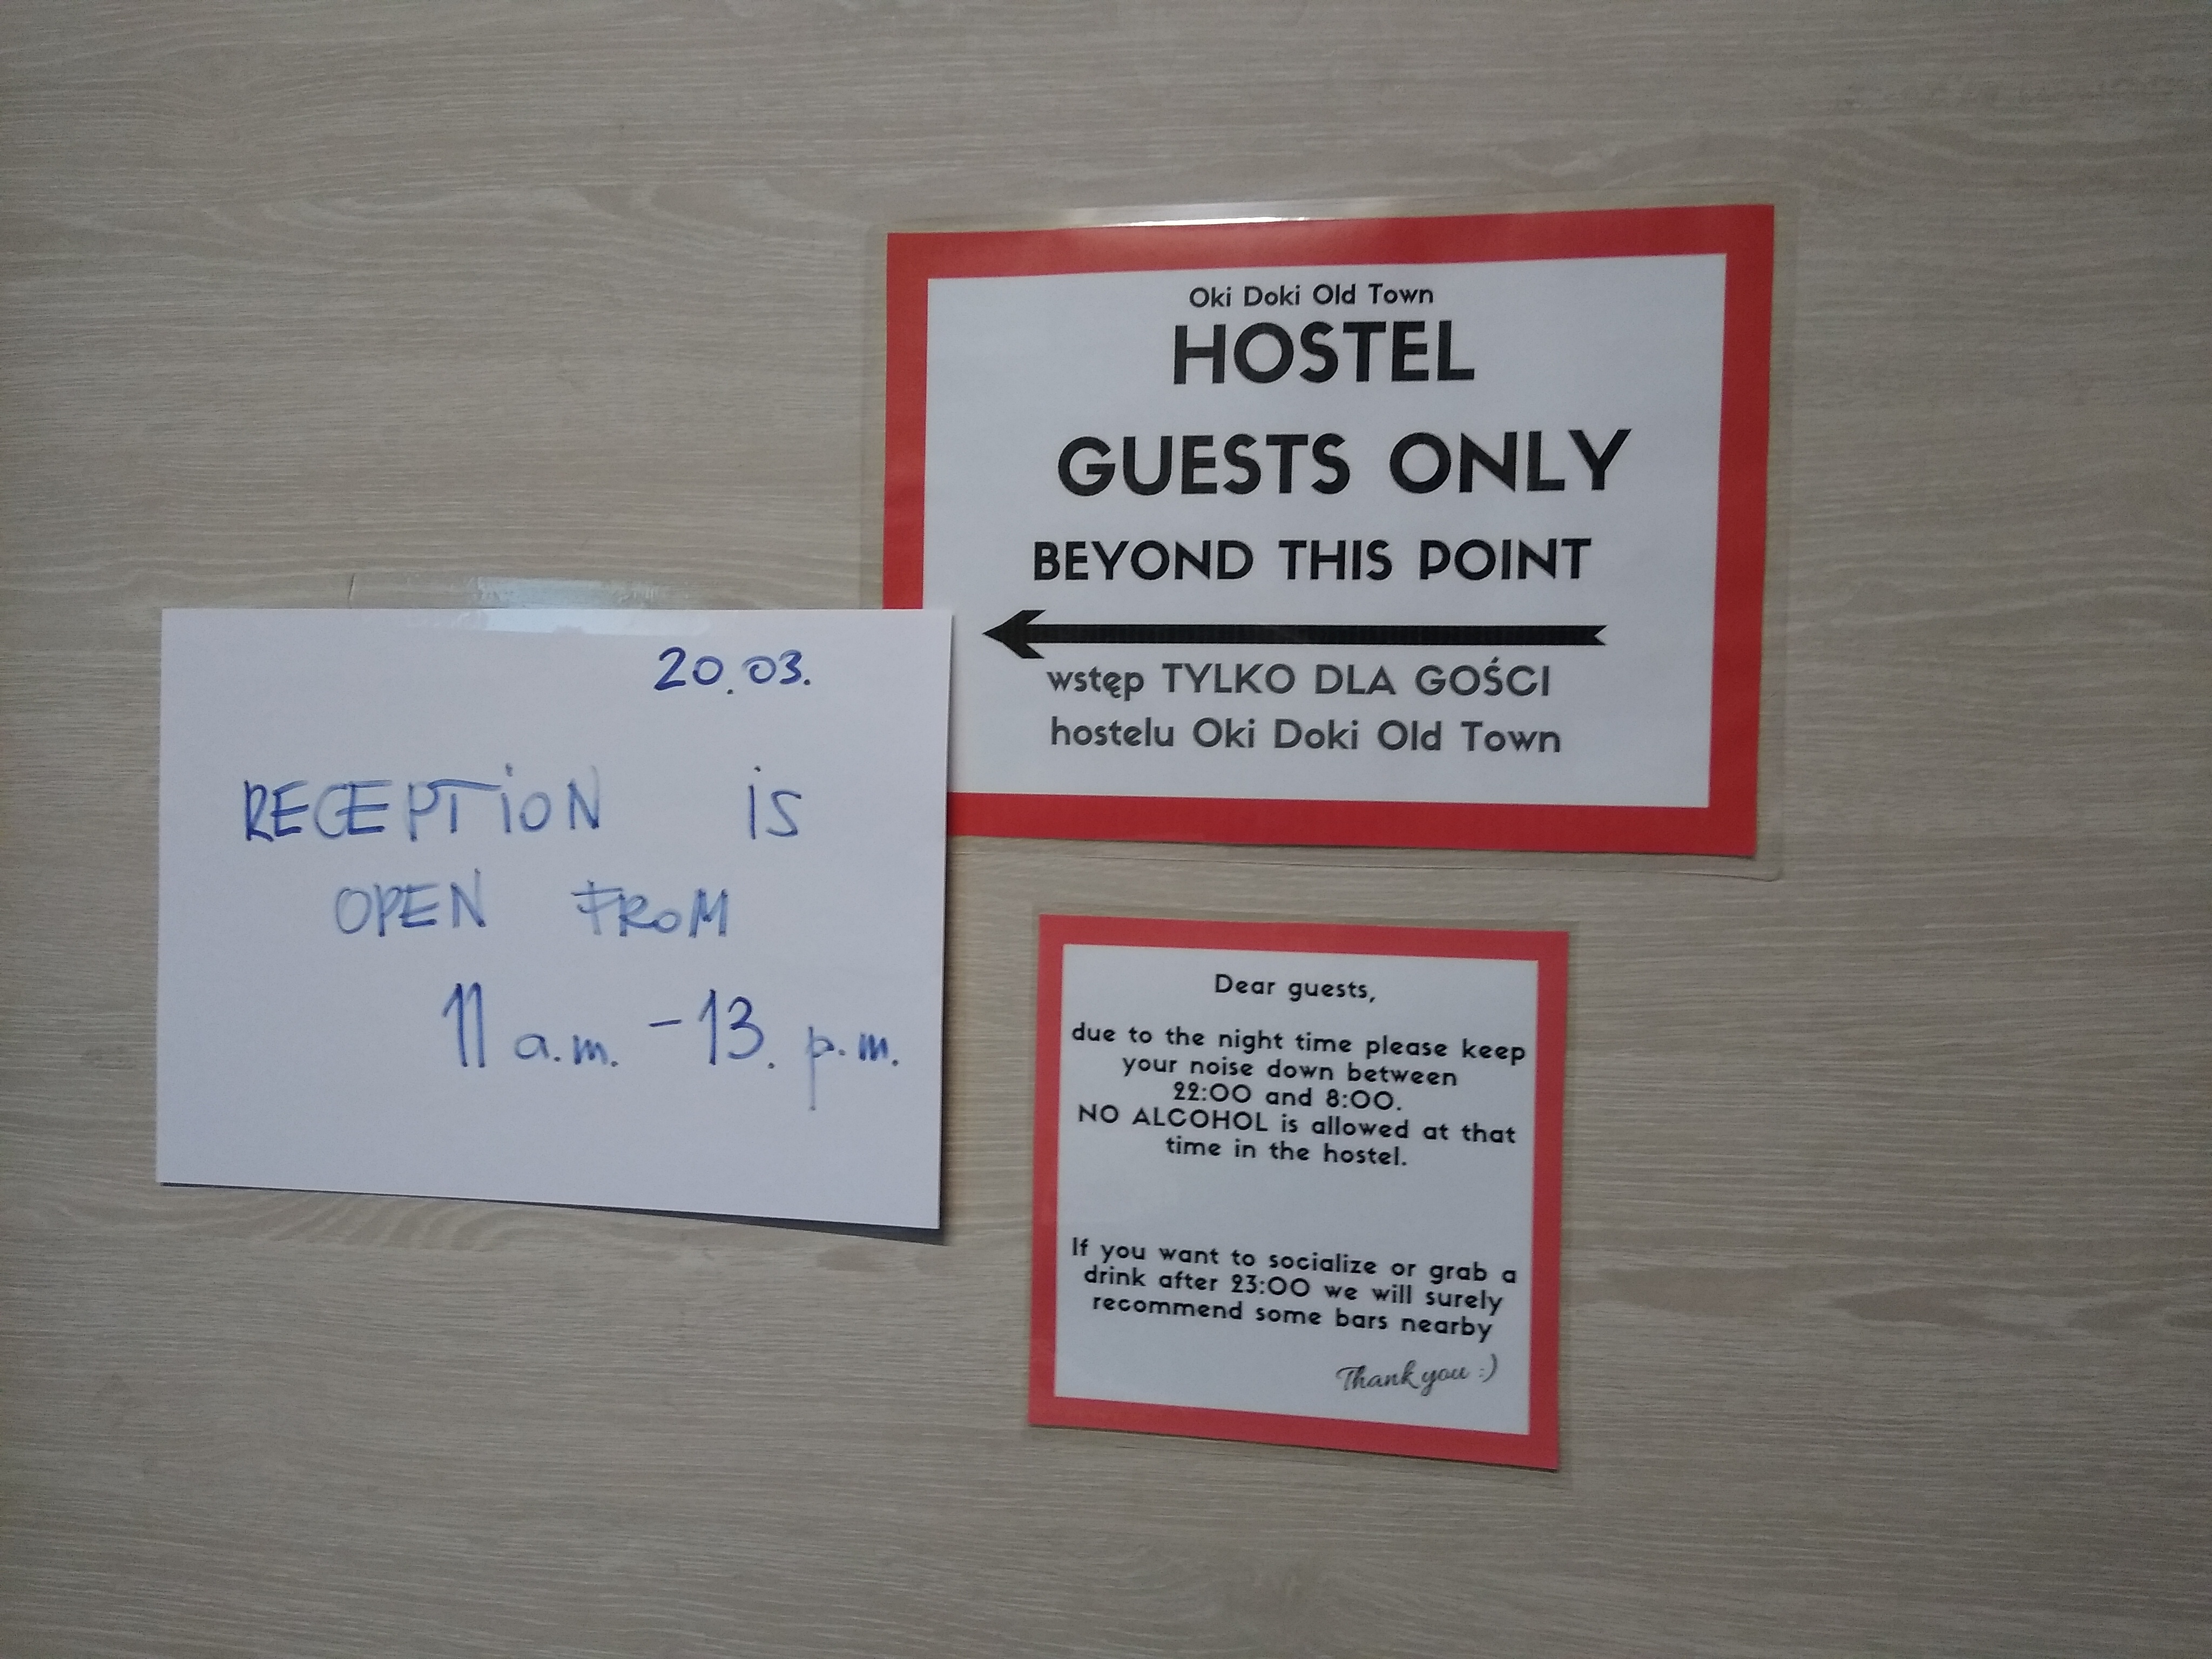 Oki Doki Old Town
HOSTEL
GUESTS ONLY
BEYOND THIS POINT
wstęp TYLKO DLA GOŚCI
hostelu Oki Doki Old Town
20.03.
RECEPTION IS
OPEN FROM
11 a.m. - 13. p.m.
Dear guests,
due to the night time please keep
your noise down between
22:00 and 8:00.
NO ALCOHOL is allowed at that
time in the hostel.
If you want to socialize or grab a
drink after 23:00 we will surely
recommend some bars nearby
Thank you :)